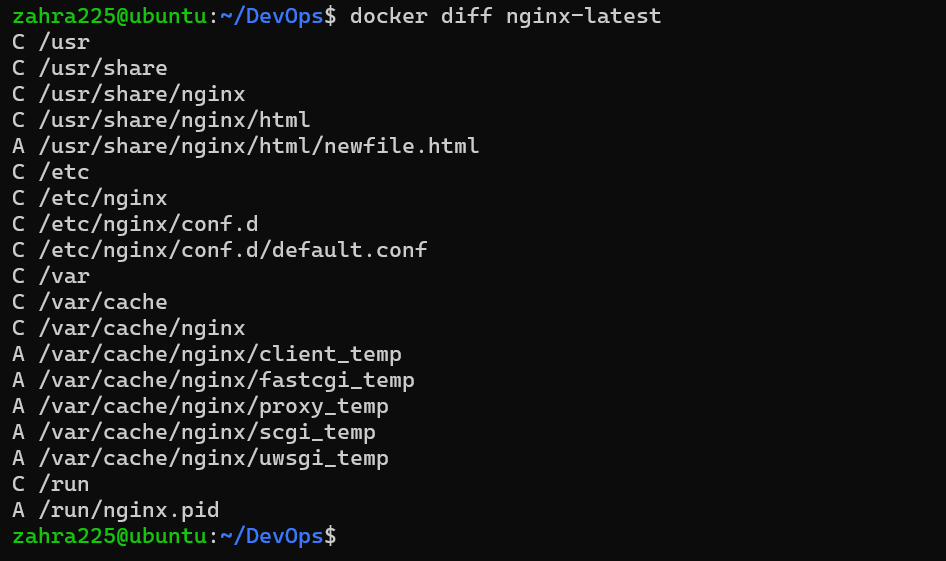 zahra225@ubuntu:~/DevOps$ docker diff nginx-latest
C /usr
C /usr/share
C /usr/share/nginx
C /usr/share/nginx/html
A /usr/share/nginx/html/newfile.html
C /etc
C /etc/nginx
C /etc/nginx/conf.d
C /etc/nginx/conf.d/default.conf
C /var
C /var/cache
C /var/cache/nginx
A /var/cache/nginx/client_temp
A /var/cache/nginx/fastcgi_temp
A /var/cache/nginx/proxy_temp
A /var/cache/nginx/scgi_temp
A /var/cache/nginx/uwsgi_temp
C /run
A /run/nginx.pid
zahra225@ubuntu:~/DevOps$